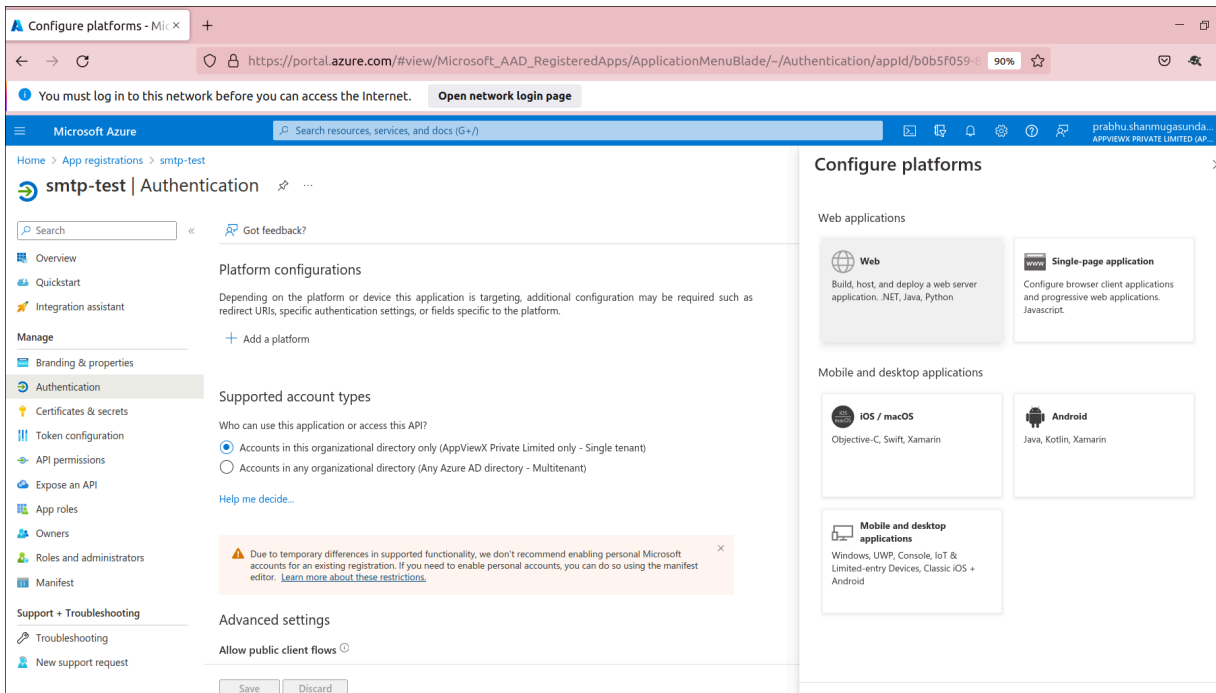 Configure platforms - Mic
https://portal.azure.com/#view/Microsoft_AAD_RegisteredApps/ApplicationMenuBlade/~/Authentication/appId/b0b5f059-8
90%
You must log in to this network before you can access the Internet.
Open network login page
Microsoft Azure
Search resources, services, and docs (G+/)
prabhu.shanmugasunda...
APPVIEWX PRIVATE LIMITED (AP...
Home > App registrations > smtp-test
smtp-test | Authentication
Search
Overview
Quickstart
Integration assistant
Manage
Branding & properties
Authentication
Certificates & secrets
Token configuration
API permissions
Expose an API
App roles
Owners
Roles and administrators
Manifest
Support + Troubleshooting
Troubleshooting
New support request
Got feedback?
Platform configurations
Depending on the platform or device this application is targeting, additional configuration may be required such as
redirect URIs, specific authentication settings, or fields specific to the platform.
Add a platform
Supported account types
Who can use this application or access this API?
Accounts in this organizational directory only (AppViewX Private Limited only - Single tenant)
Accounts in any organizational directory (Any Azure AD directory - Multitenant)
Help me decide...
Due to temporary differences in supported functionality, we don't recommend enabling personal Microsoft
accounts for an existing registration. If you need to enable personal accounts, you can do so using the manifest
editor. Learn more about these restrictions.
Advanced settings
Allow public client flows
Save
Discard
Configure platforms
Web applications
Web
Build, host, and deploy a web server
application. .NET, Java, Python
www
Single-page application
Configure browser client applications
and progressive web applications.
Javascript.
Mobile and desktop applications
iOS
macOS
iOS / macOS
Objective-C, Swift, Xamarin
Android
Java, Kotlin, Xamarin
Mobile and desktop
applications
Windows, UWP, Console, IoT &
Limited-entry Devices, Classic iOS +
Android